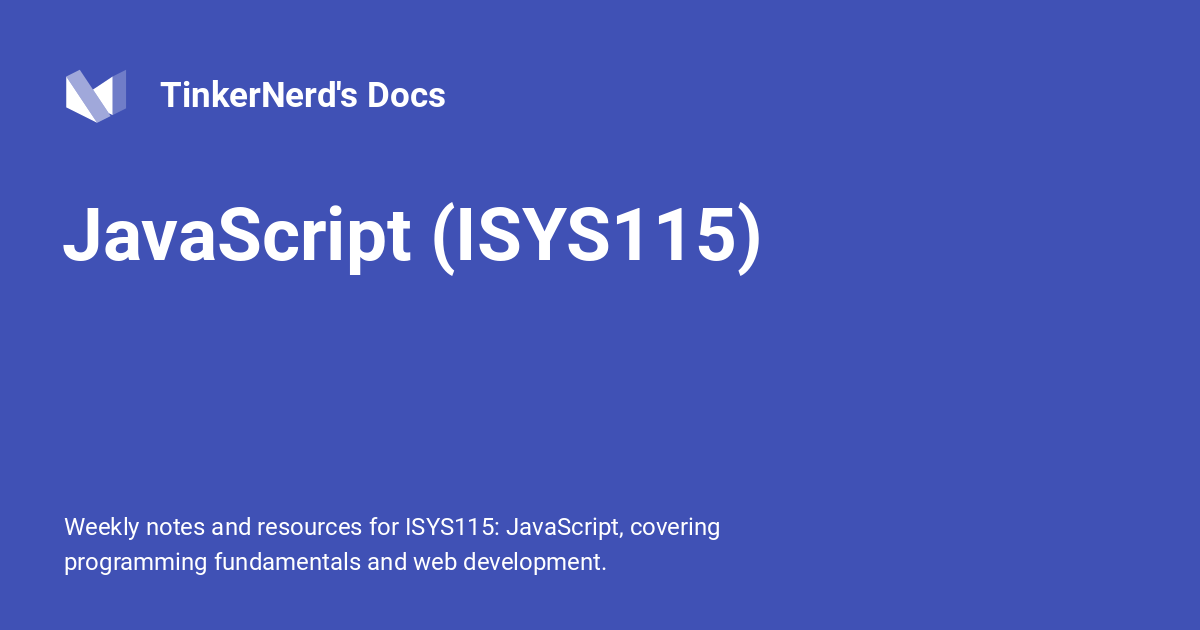 TinkerNerd's Docs
JavaScript (ISYS115)
Weekly notes and resources for ISYS115: JavaScript, covering
programming fundamentals and web development.